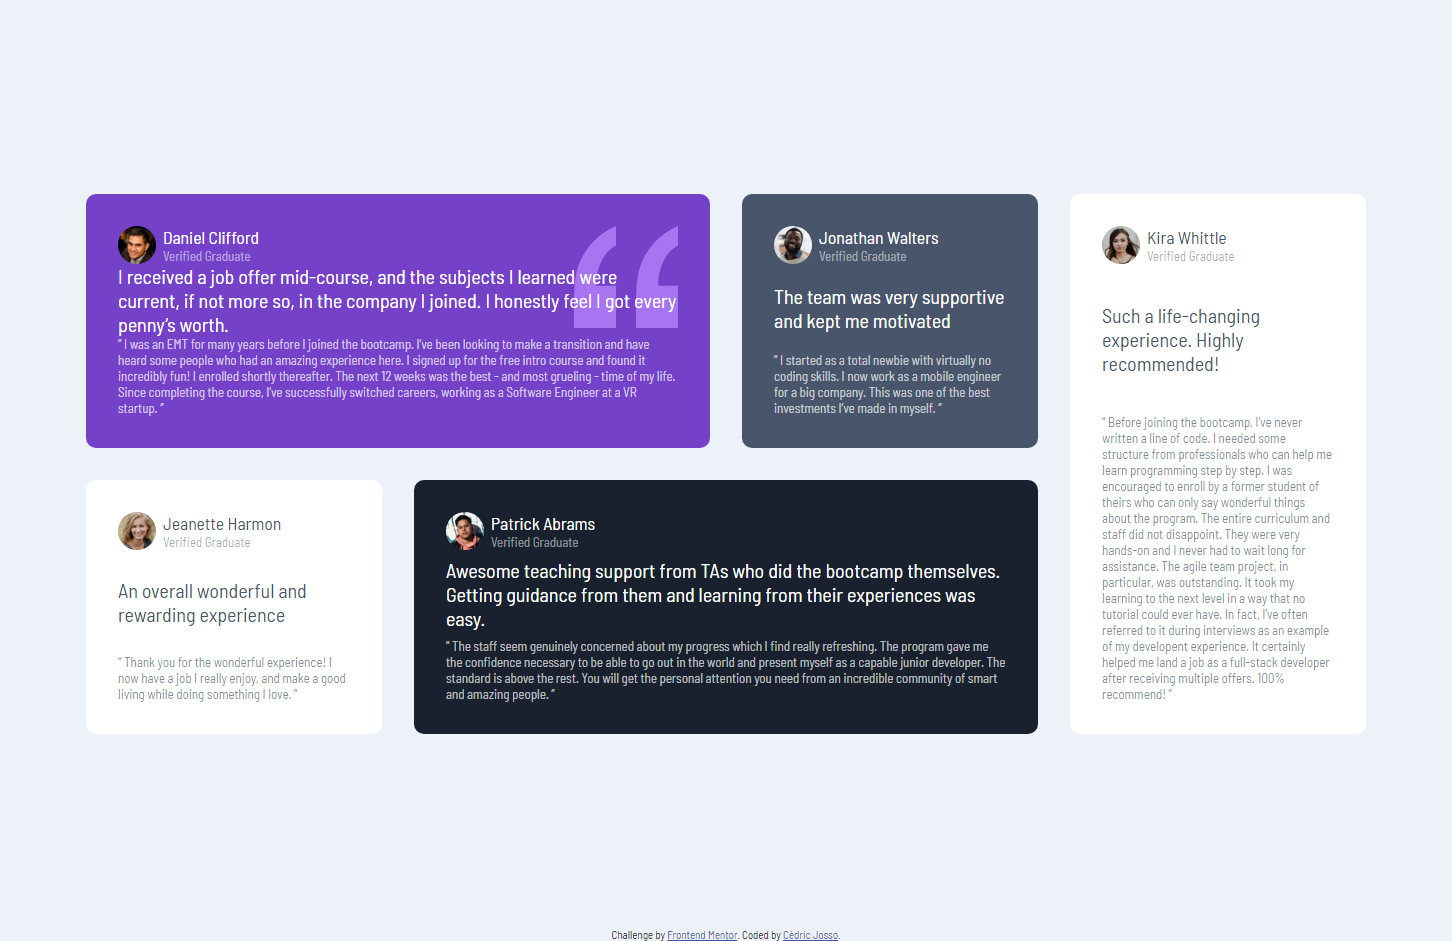 Daniel Clifford
Verified Graduate
I received a job offer mid-course, and the subjects I learned were
current, if not more so, in the company I joined. I honestly feel I got every
penny’s worth.
“ I was an EMT for many years before I joined the bootcamp. I’ve been looking to make a transition and have
heard some people who had an amazing experience here. I signed up for the free intro course and found it
incredibly fun! I enrolled shortly thereafter. The next 12 weeks was the best - and most grueling - time of my life.
Since completing the course, I’ve successfully switched careers, working as a Software Engineer at a VR
startup. ”
Jonathan Walters
Verified Graduate
The team was very supportive
and kept me motivated
“ I started as a total newbie with virtually no
coding skills. I now work as a mobile engineer
for a big company. This was one of the best
investments I’ve made in myself. ”
Kira Whittle
Verified Graduate
Such a life-changing
experience. Highly
recommended!
“ Before joining the bootcamp, I’ve never
written a line of code. I needed some
structure from professionals who can help me
learn programming step by step. I was
encouraged to enroll by a former student of
theirs who can only say wonderful things
about the program. The entire curriculum and
staff did not disappoint. They were very
hands-on and I never had to wait long for
assistance. The agile team project, in
particular, was outstanding. It took my
learning to the next level in a way that no
tutorial could ever have. In fact, I’ve often
referred to it during interviews as an example
of my developent experience. It certainly
helped me land a job as a full-stack developer
after receiving multiple offers. 100%
recommend! ”
Jeanette Harmon
Verified Graduate
An overall wonderful and
rewarding experience
“ Thank you for the wonderful experience! I
now have a job I really enjoy, and make a good
living while doing something I love. ”
Patrick Abrams
Verified Graduate
Awesome teaching support from TAs who did the bootcamp themselves.
Getting guidance from them and learning from their experiences was
easy.
“ The staff seem genuinely concerned about my progress which I find really refreshing. The program gave me
the confidence necessary to be able to go out in the world and present myself as a capable junior developer. The
standard is above the rest. You will get the personal attention you need from an incredible community of smart
and amazing people. ”
Challenge by Frontend Mentor. Coded by Cédric Josso.